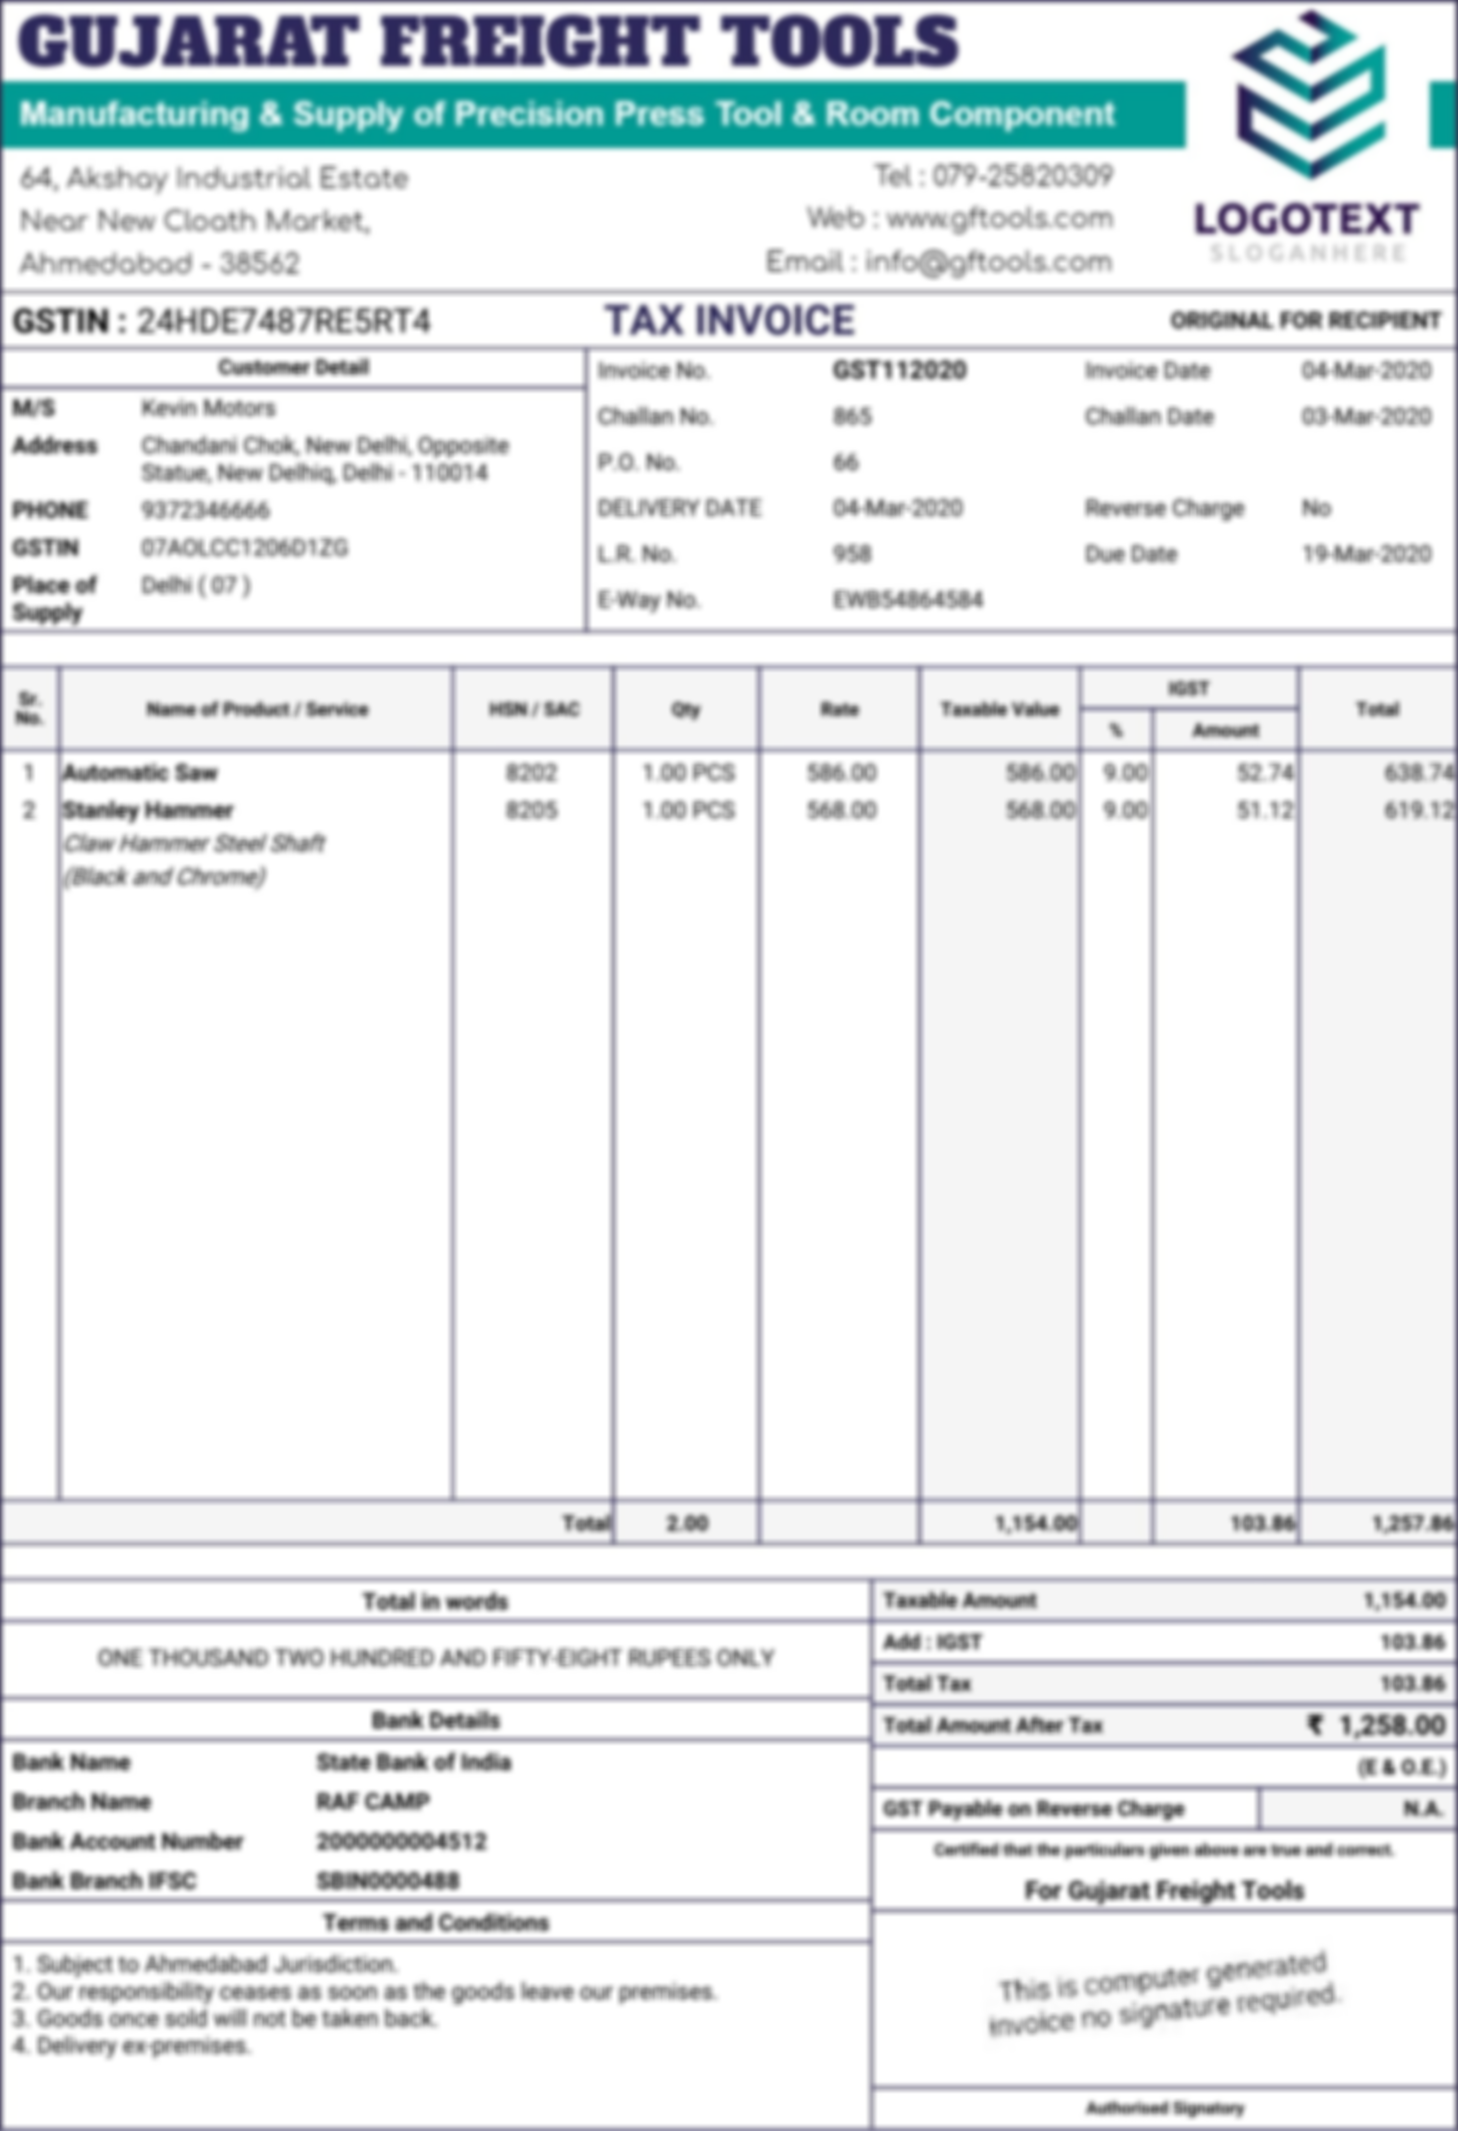 GUJARAT FREIGHT TOOLS
Manufacturing & Supply of Precision Press Tool & Room Component
64, Akshay Industrial Estate
Near New Cloath Market,
Ahmedabad - 38562
Tel : 079-25820309
Web : www.gftools.com
Email : info@gftools.com
LOGOTEXT
SLOGANHERE
GSTIN : 24HDE7487RE5RT4 TAX INVOICE ORIGINAL FOR RECIPIENT
Customer Detail
M/S Kevin Motors
Address Chandani Chok, New Delhi, Opposite
Statue, New Delhiq, Delhi - 110014
PHONE 9372346666
GSTIN 07AOLCC1206D1ZG
Place of Delhi ( 07 )
Supply
Invoice No. GST112020 Invoice Date 04-Mar-2020
Challan No. 865 Challan Date 03-Mar-2020
P.O. No. 66
DELIVERY DATE 04-Mar-2020 Reverse Charge No
L.R. No. 958 Due Date 19-Mar-2020
E-Way No. EWB54864584
Sr. No. Name of Product / Service HSN / SAC Qty Rate Taxable Value IGST % Amount Total
1 Automatic Saw 8202 1.00 PCS 586.00 586.00 9.00 52.74 638.74
2 Stanley Hammer 8205 1.00 PCS 568.00 568.00 9.00 51.12 619.12
Claw Hammer Steel Shaft
(Black and Chrome)
Total 2.00 1,154.00 103.86 1,257.86
Total in words
ONE THOUSAND TWO HUNDRED AND FIFTY-EIGHT RUPEES ONLY
Bank Details
Bank Name State Bank of India
Branch Name RAF CAMP
Bank Account Number 2000000004512
Bank Branch IFSC SBIN0000488
Terms and Conditions
1. Subject to Ahmedabad Jurisdiction.
2. Our responsibility ceases as soon as the goods leave our premises.
3. Goods once sold will not be taken back.
4. Delivery ex-premises.
Taxable Amount 1,154.00
Add : IGST 103.86
Total Tax 103.86
Total Amount After Tax ₹ 1,258.00
(E & O.E.)
GST Payable on Reverse Charge N.A.
Certified that the particulars given above are true and correct.
For Gujarat Freight Tools
This is computer generated
invoice no signature required.
Authorised Signatory